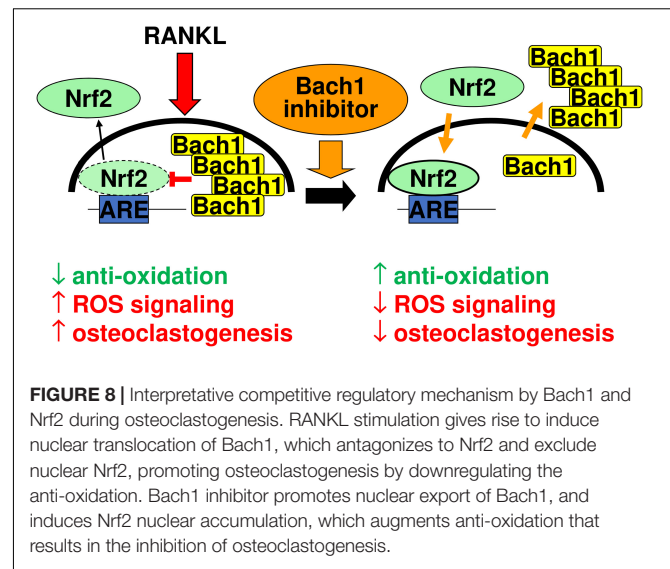 RANKL
Nrf2
Bach1
Bach1
Bach1
Bach1
Nrf2
ARE
Bach1
inhibitor
Nrf2
Bach1
Bach1
Bach1
Bach1
Bach1
Nrf2
ARE
↓ anti-oxidation
↑ ROS signaling
↑ osteoclastogenesis
↑ anti-oxidation
↓ ROS signaling
↓ osteoclastogenesis
FIGURE 8 | Interpretative competitive regulatory mechanism by Bach1 and
Nrf2 during osteoclastogenesis. RANKL stimulation gives rise to induce
nuclear translocation of Bach1, which antagonizes to Nrf2 and exclude
nuclear Nrf2, promoting osteoclastogenesis by downregulating the
anti-oxidation. Bach1 inhibitor promotes nuclear export of Bach1, and
induces Nrf2 nuclear accumulation, which augments anti-oxidation that
results in the inhibition of osteoclastogenesis.